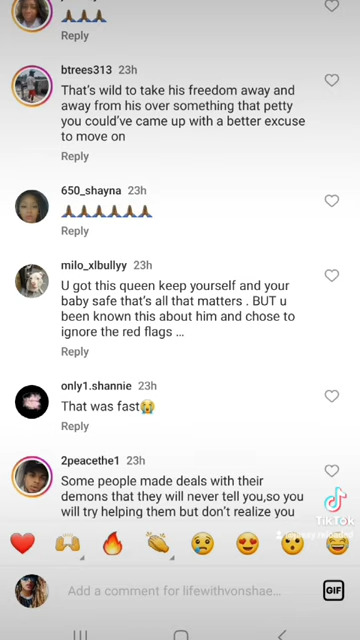 🙏🏾🙏🏾🙏🏾
Reply
btrees313 23h
That's wild to take his freedom away and
away from his over something that petty
you could've came up with a better excuse
to move on
Reply
650_shayna 23h
🙏🏾🙏🏾🙏🏾🙏🏾🙏🏾🙏🏾
Reply
milo_xlbullyy 23h
U got this queen keep yourself and your
baby safe that's all that matters . BUT u
been known this about him and chose to
ignore the red flags ...
Reply
only1.shannie 23h
That was fast😭
Reply
2peacethe1 23h
Some people made deals with their
demons that they will never tell you,so you
will try helping them but don't realize you
TikTok
❤️🙌🏼🔥👏🏼😢😍😮😂
Add a comment for lifewithvonshae...
GIF